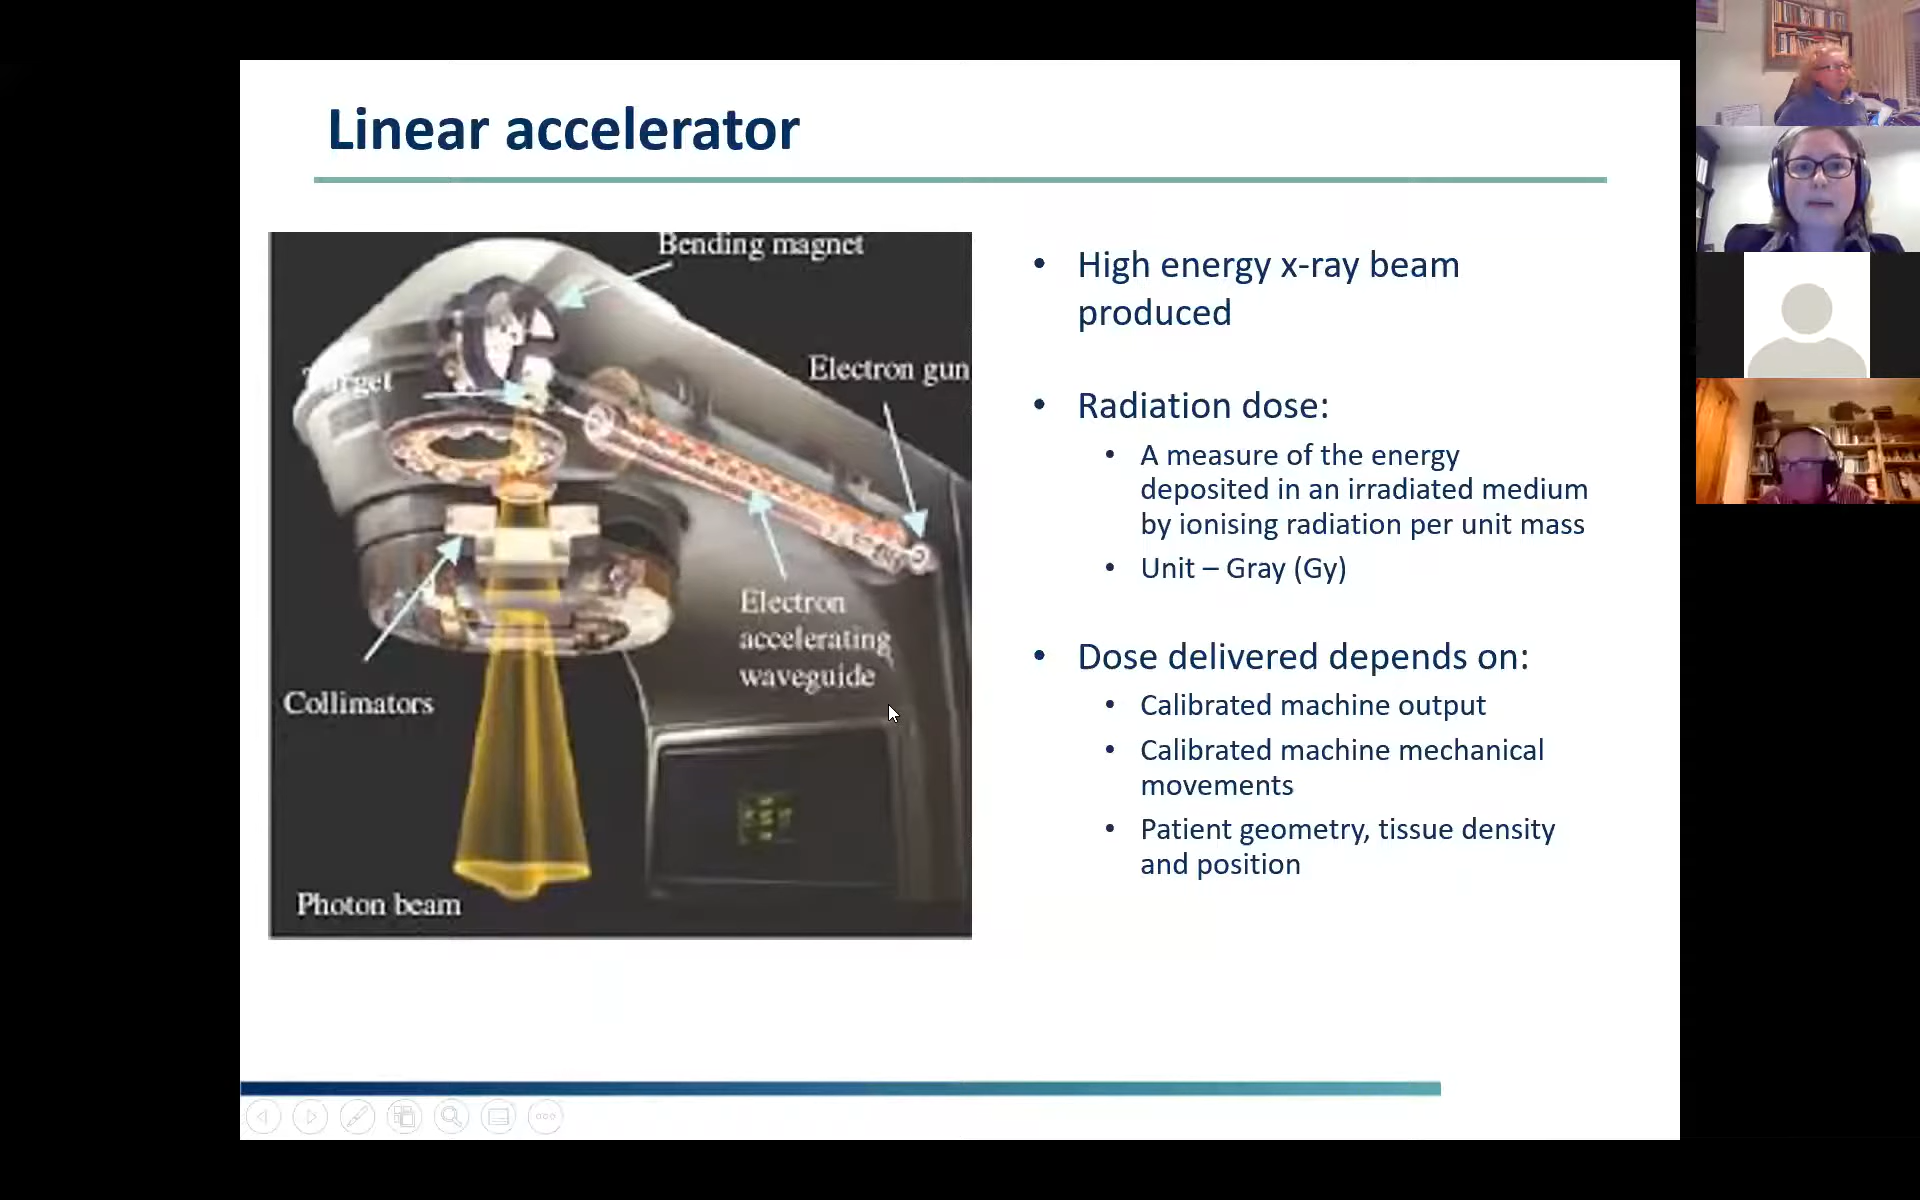 Linear accelerator
Bending magnet
Target
Electron gun
Electron
accelerating
waveguide
Collimators
Photon beam
• High energy x-ray beam
produced
• Radiation dose:
• A measure of the energy
deposited in an irradiated medium
by ionising radiation per unit mass
• Unit – Gray (Gy)
• Dose delivered depends on:
• Calibrated machine output
• Calibrated machine mechanical
movements
• Patient geometry, tissue density
and position